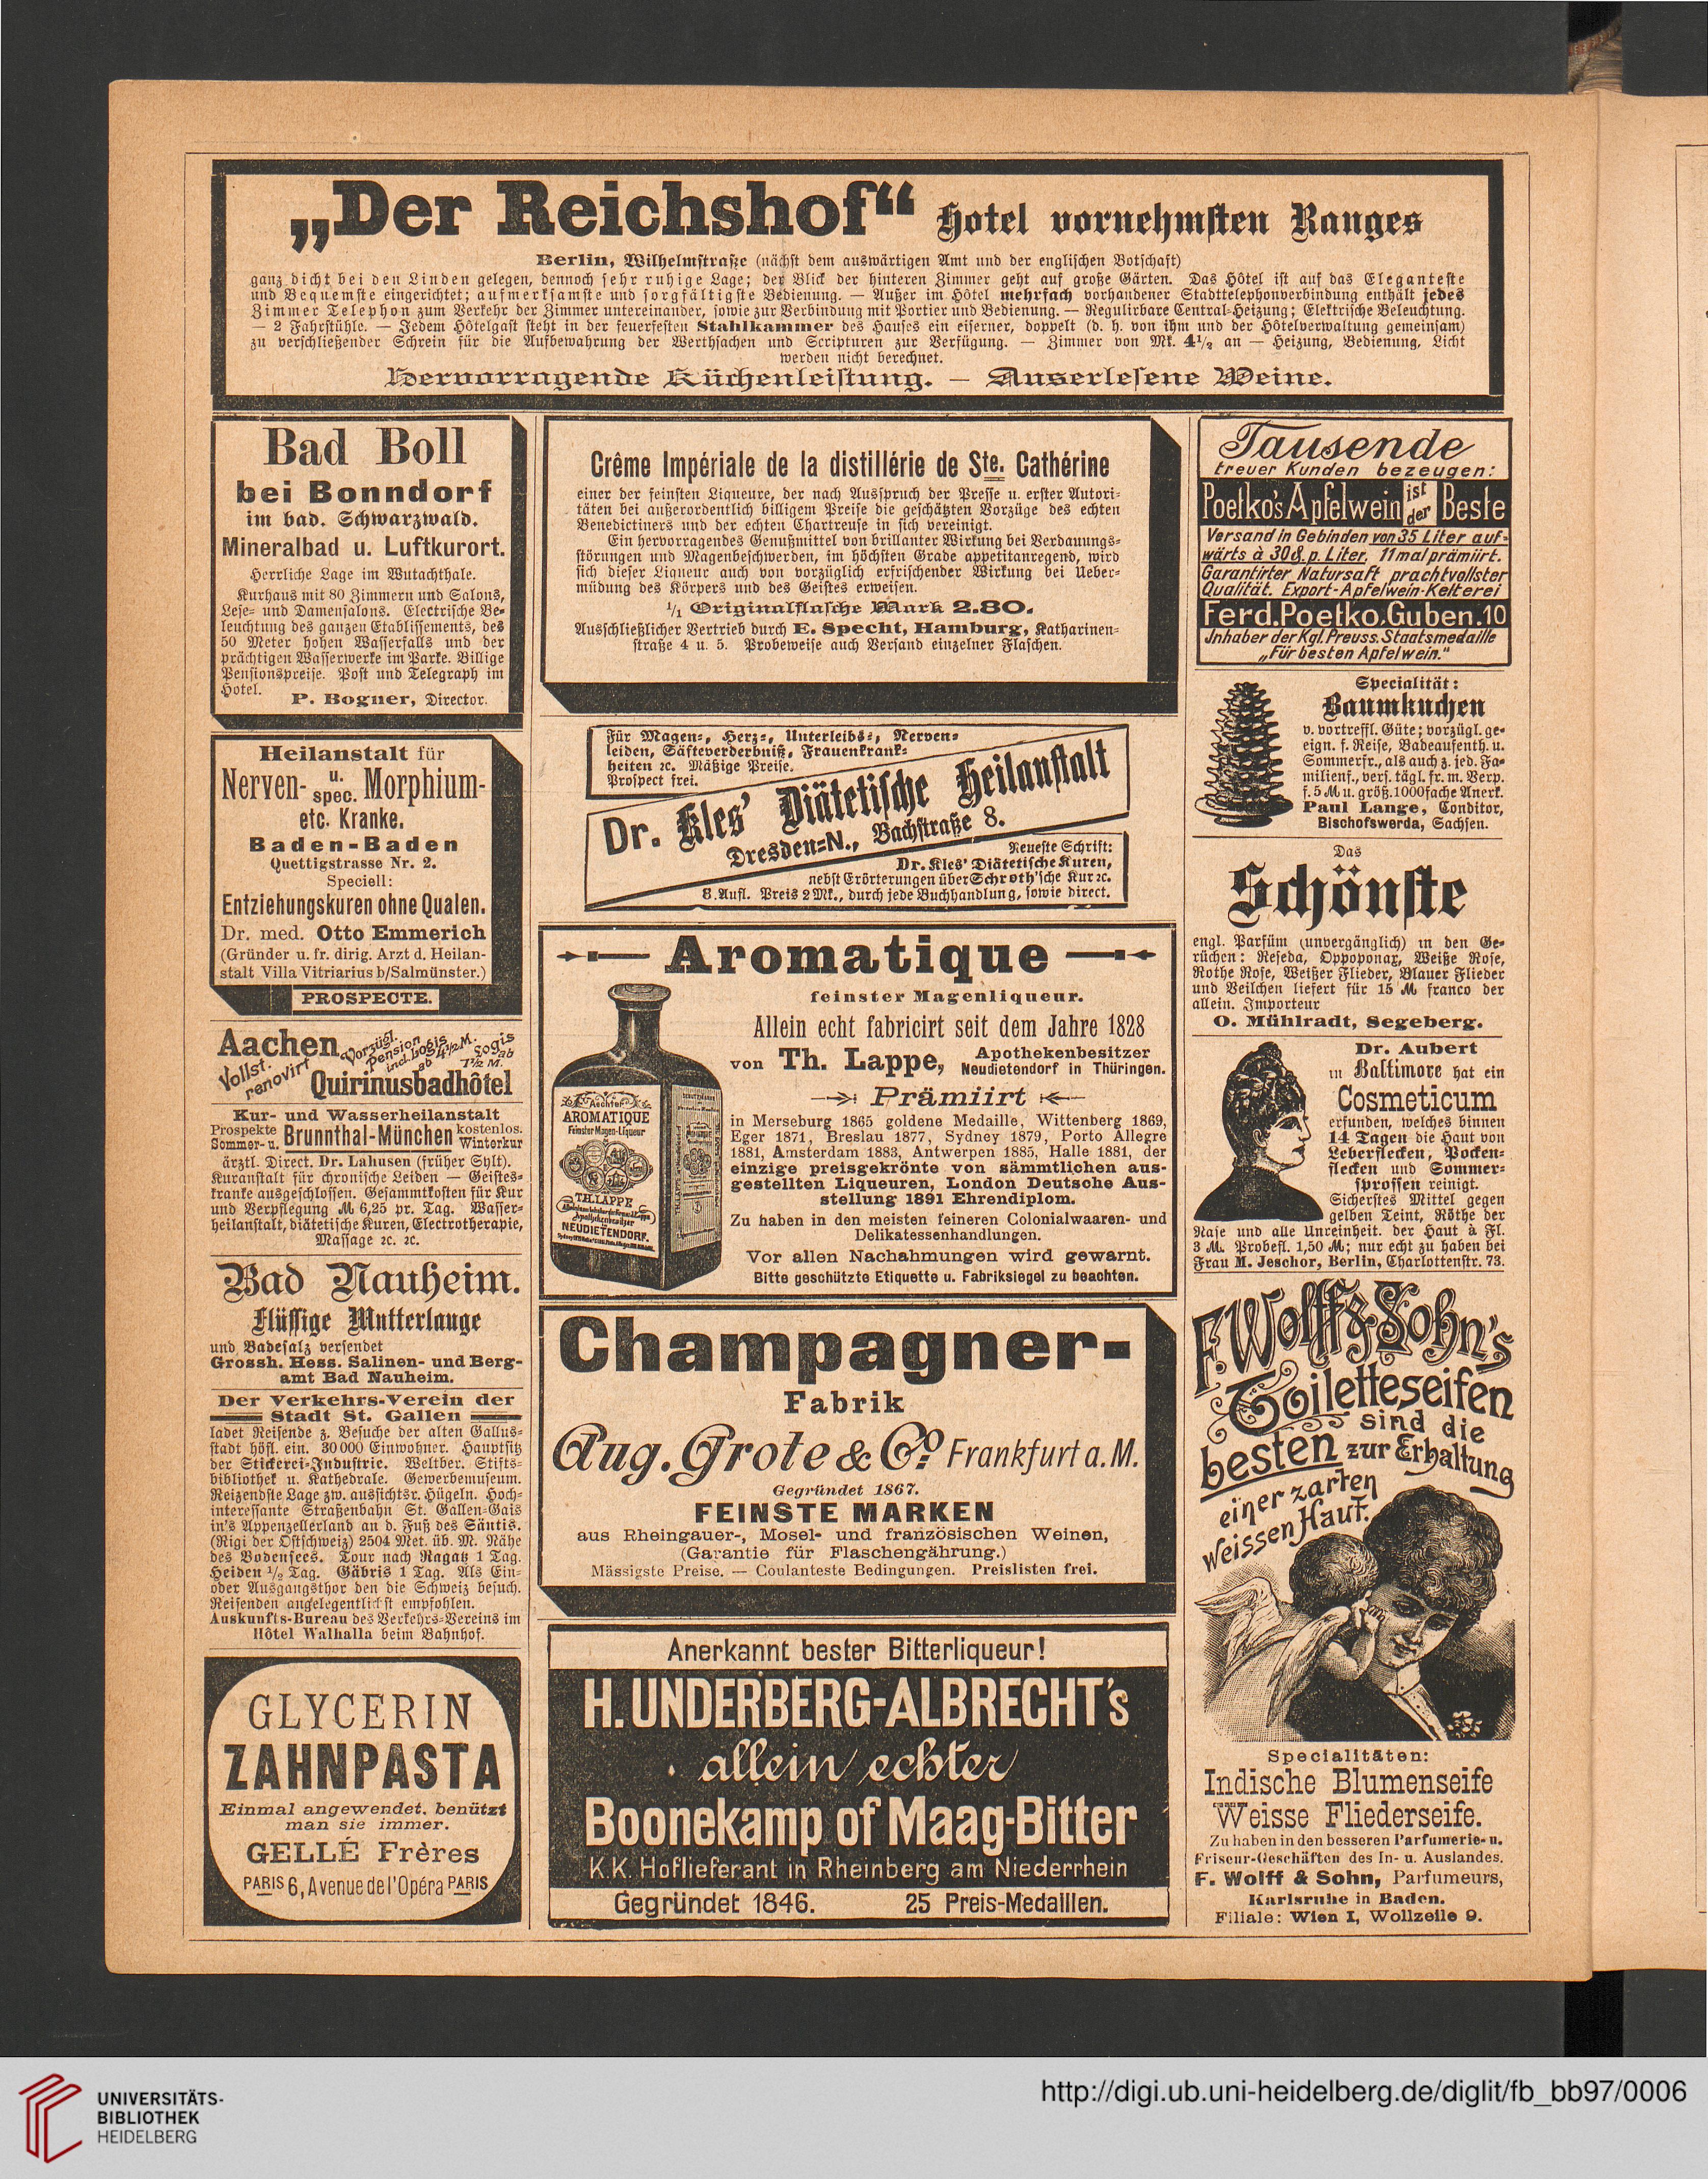 „Der Reichshof“ Hotel vornehmsten Ranges
Berlin, Wilhelmstraße (nächst dem auswärtigen Amt und der englischen Botschaft)
ganz dicht bei den Linden gelegen, dennoch sehr ruhige Lage; der Blick der hinteren Zimmer geht auf große Gärten. Das Hôtel ist auf das Eleganteste
und Bequemste eingerichtet; aufmerksamste und sorgfältigste Bedienung. — Außer im Hôtel mehrfach vorhandener Stadttelephonverbindung enthält jedes
Zimmer Telephon zum Verkehr der Zimmer untereinander, sowie zur Verbindung mit Portier und Bedienung. — Regulirbare Central-Heizung; Elektrische Beleuchtung.
— 2 Fahrstühle. — Jedem Hôtelgast steht in der feuerfesten Stahlkammer des Hauses ein eiserner, doppelt (d. h. von ihm und der Hôtelverwaltung gemeinsam)
zu verschließender Schrein für die Aufbewahrung der Werthsachen und Scripturen zur Verfügung. — Zimmer von Mk. 4½ an — Heizung, Bedienung, Licht
werden nicht berechnet.
Hervorragende Küchenleistung. — Auserlesene Weine.
Bad Boll
bei Bonndorf
im bad. Schwarzwald.
Mineralbad u. Luftkurort.
Herrliche Lage im Wutachthale.
Kurhaus mit 80 Zimmern und Salons,
Lese- und Damensalons. Electrische Be-
leuchtung des ganzen Etablissements, des
50 Meter hohen Wasserfalls und der
prächtigen Wasserwerke im Parke. Billige
Pensionspreise. Post und Telegraph im
Hotel.
P. Bogner, Director.
Heilanstalt für
Nerven- u. spec. Morphium-
etc. Kranke.
Baden-Baden
Quettigstrasse Nr. 2.
Speciell:
Entziehungskuren ohne Qualen.
Dr. med. Otto Emmerich
(Gründer u. fr. dirig. Arzt d. Heilan-
stalt Villa Vitriarius b/Salmünster.)
PROSPECTE.
Aachen Vorzügl. Pension incl. Logis ab 4½ M. Logis ab 7½ M.
Vollst. renovirt Quirinusbadhôtel
Kur- und Wasserheilanstalt
Prospekte Brunnthal-München kostenlos.
Sommer- u. Winterkur
ärztl. Direct. Dr. Lahusen (früher Sylt).
Kuranstalt für chronische Leiden — Geistes-
kranke ausgeschlossen. Gesammtkosten für Kur
und Verpflegung M 6,25 pr. Tag. Wasser-
heilanstalt, diätetische Kuren, Electrotherapie,
Massage ꝛc. ꝛc.
Bad Nauheim.
Flüssige Mutterlauge
und Badesalz versendet
Grossh. Hess. Salinen- und Berg-
amt Bad Nauheim.
Der Verkehrs-Verein der
Stadt St. Gallen
ladet Reisende z. Besuche der alten Gallus-
stadt höfl. ein. 30 000 Einwohner. Hauptsitz
der Stickerei-Industrie. Weltber. Stifts-
bibliothek u. Kathedrale. Gewerbemuseum.
Reizendste Lage zw. aussichtsr. Hügeln. Hoch-
interessante Straßenbahn St. Gallen-Gais
in's Appenzellerland an d. Fuß des Säntis.
(Rigi der Ostschweiz) 2504 Met. üb. M. Nähe
des Bodensees. Tour nach Ragatz 1 Tag.
Heiden ½ Tag. Gäbris 1 Tag. Als Ein-
oder Ausgangsthor den die Schweiz besuch.
Reisenden angelegentlichst empfohlen.
Auskunfts-Bureau des Verkehrs-Vereins im
Hôtel Walhalla beim Bahnhof.
GLYCERIN
ZAHNPASTA
Einmal angewendet, benützt
man sie immer.
GELLÉ Frères
PARIS 6, Avenue de l'Opéra PARIS
Crême Impériale de la distillérie de Ste. Cathérine
einer der feinsten Liqueure, der nach Ausspruch der Presse u. erster Autori-
täten bei außerordentlich billigem Preise die geschätzten Vorzüge des echten
Benedictiners und der echten Chartreuse in sich vereinigt.
Ein hervorragendes Genußmittel von brillanter Wirkung bei Verdauungs-
störungen und Magenbeschwerden, im höchsten Grade appetitanregend, wird
sich dieser Liqueur auch von vorzüglich erfrischender Wirkung bei Ueber-
müdung des Körpers und des Geistes erweisen.
1/1 Originalflasche Mark 2.80.
Ausschließlicher Vertrieb durch E. Specht, Hamburg, Katharinen-
straße 4 u. 5. Probeweise auch Versand einzelner Flaschen.
Für Magen-, Herz-, Unterleibs-, Nerven-
leiden, Säfteverderbniß, Frauenkrank-
heiten ꝛc. Mäßige Preise.
Prospect frei.
Dr. Kles' Diätetische Heilanstalt
Dresden-N., Bachstraße 8.
Neueste Schrift:
Dr. Kles' Diätetische Kuren,
nebst Erörterungen über Schroth'sche Kur ꝛc.
8. Aufl. Preis 2 Mk., durch jede Buchhandlung, sowie direct.
Aromatique
feinster Magenliqueur.
Allein echt fabricirt seit dem Jahre 1828
von Th. Lappe, Apothekenbesitzer
Neudietendorf in Thüringen.
Prämiirt
in Merseburg 1865 goldene Medaille, Wittenberg 1869,
Eger 1871, Breslau 1877, Sydney 1879, Porto Allegre
1881, Amsterdam 1883, Antwerpen 1885, Halle 1881, der
einzige preisgekrönte von sämmtlichen aus-
gestellten Liqueuren, London Deutsche Aus-
stellung 1891 Ehrendiplom.
Zu haben in den meisten feineren Colonialwaaren- und
Delikatessenhandlungen.
Vor allen Nachahmungen wird gewarnt.
Bitte geschützte Etiquette u. Fabriksiegel zu beachten.
Aechter
AROMATIQUE
Feinster Magen-Liqueur
TH. LAPPE
NEUDIETENDORF.
Champagner-
Fabrik
Aug. Grote & Co. Frankfurt a. M.
Gegründet 1867.
FEINSTE MARKEN
aus Rheingauer-, Mosel- und französischen Weinen,
(Garantie für Flaschengährung.)
Mässigste Preise. — Coulanteste Bedingungen. Preislisten frei.
Anerkannt bester Bitterliqueur!
H. UNDERBERG-ALBRECHT's
allein echter
Boonekamp of Maag-Bitter
K.K. Hoflieferant in Rheinberg am Niederrhein
Gegründet 1846. 25 Preis-Medaillen.
Tausende
treuer Kunden bezeugen:
Poetko's Apfelwein ist der Beste
Versand in Gebinden von 35 Liter auf-
wärts à 30 ₰. p. Liter. 11 mal prämiirt.
Garantirter Natursaft prachtvollster
Qualität. Export-Apfelwein-Kelterei
Ferd. Poetko, Guben. 10
Jnhaber der Kgl. Preuss. Staatsmedaille
„Für besten Apfelwein.“
Specialität:
Baumkuchen
v. vortreffl. Güte; vorzügl. ge-
eign. f. Reise, Badeaufenth. u.
Sommerfr., als auch z. jed. Fa-
milienf., vers. tägl. fr. m. Verp.
f. 5 M u. größ. 1000fache Anerk.
Paul Lange, Conditor,
Bischofswerda, Sachsen.
Das
Schönste
engl. Parfüm (unvergänglich) in den Ge-
rüchen: Reseda, Oppoponax, Weiße Rose,
Rothe Rose, Weißer Flieder, Blauer Flieder
und Veilchen liefert für 15 M franco der
allein. Importeur
O. Mühlradt, Segeberg.
Dr. Aubert
in Baltimore hat ein
Cosmeticum
erfunden, welches binnen
14 Tagen die Haut von
Leberflecken, Pocken-
flecken und Sommer-
sprossen reinigt.
Sicherstes Mittel gegen
gelben Teint, Röthe der
Nase und alle Unreinheit. der Haut à Fl.
3 M. Probefl. 1,50 M; nur echt zu haben bei
Frau M. Jeschor, Berlin, Charlottenstr. 73.
F. Wolff & Sohn's
Toiletteseifen
sind die
besten zur Erhaltung
einer zarten
weissen Haut.
Specialitäten:
Indische Blumenseife
Weisse Fliederseife.
Zu haben in den besseren Parfumerie- u.
Friseur-Geschäften des In- u. Auslandes.
F. Wolff & Sohn, Parfumeurs,
Karlsruhe in Baden.
Filiale: Wien I, Wollzeile 9.
UNIVERSITÄTS-
BIBLIOTHEK
HEIDELBERG
http://digi.ub.uni-heidelberg.de/diglit/fb_bb97/0006